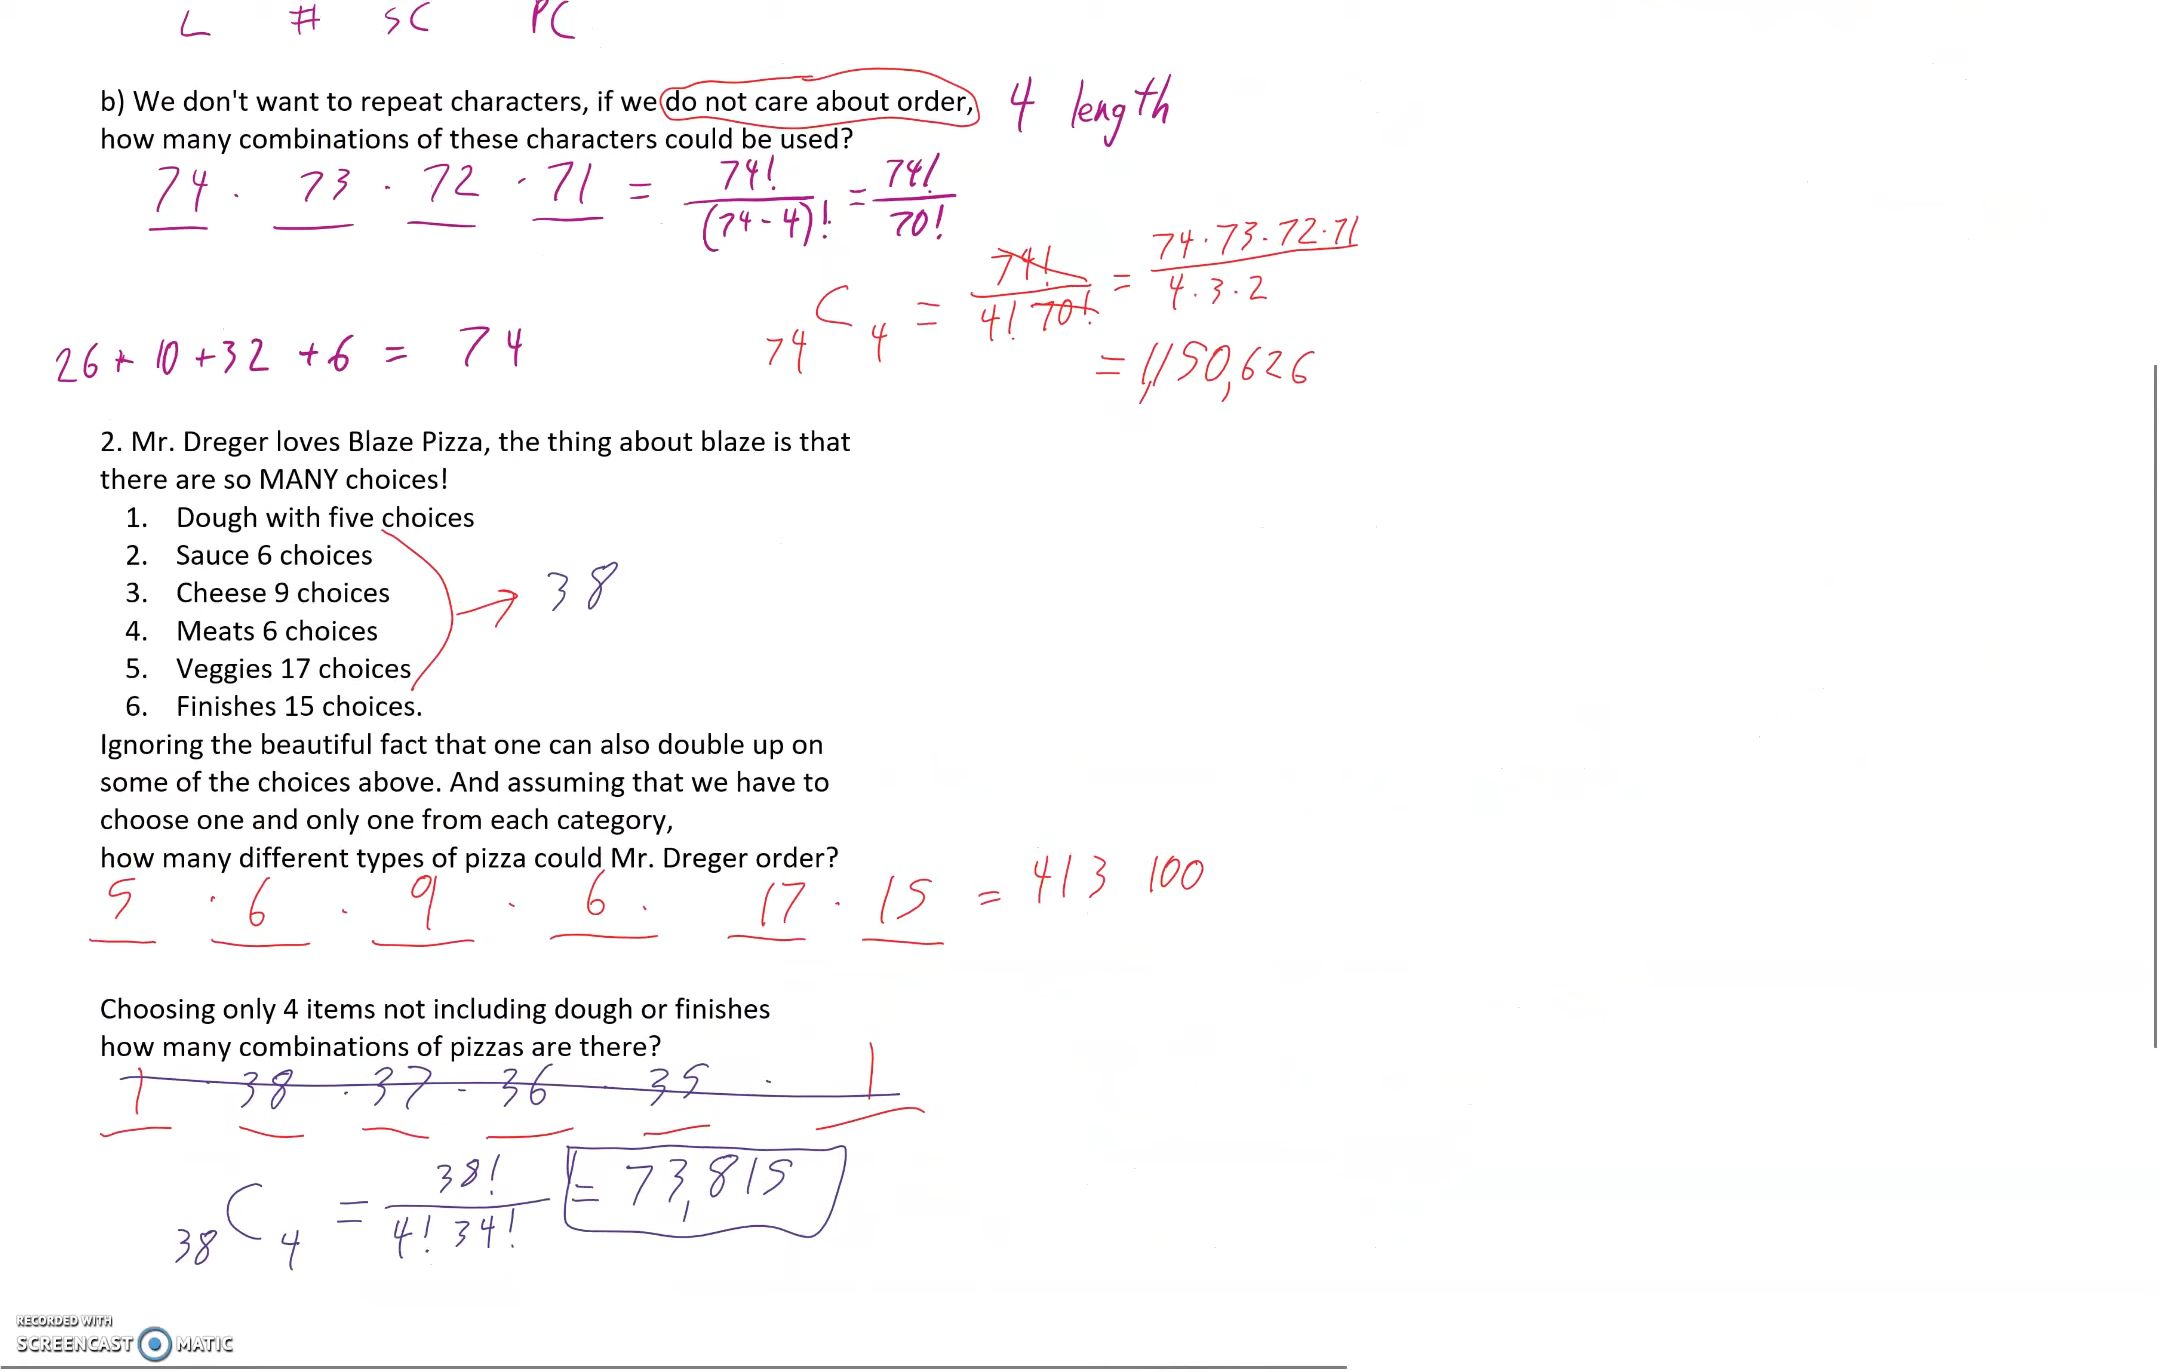 L # SC PC
b) We don't want to repeat characters, if we do not care about order, 4 length
how many combinations of these characters could be used?
74 · 73 · 72 · 71 = 74!/(74-4)! = 74!/70!
74C4 = 74!/4! 70! = 74·73·72·71/4·3·2
= 1,150,626
26 + 10 + 32 + 6 = 74
2. Mr. Dreger loves Blaze Pizza, the thing about blaze is that
there are so MANY choices!
1. Dough with five choices
2. Sauce 6 choices
3. Cheese 9 choices
→ 38
4. Meats 6 choices
5. Veggies 17 choices
6. Finishes 15 choices.
Ignoring the beautiful fact that one can also double up on
some of the choices above. And assuming that we have to
choose one and only one from each category,
how many different types of pizza could Mr. Dreger order?
5 · 6 · 9 · 6 · 17 · 15 = 413 100
Choosing only 4 items not including dough or finishes
how many combinations of pizzas are there?
1 · 38 · 37 · 36 · 35 · 1
38C4 = 38!/4! 34! = 73,815
RECORDED WITH
SCREENCAST MATIC